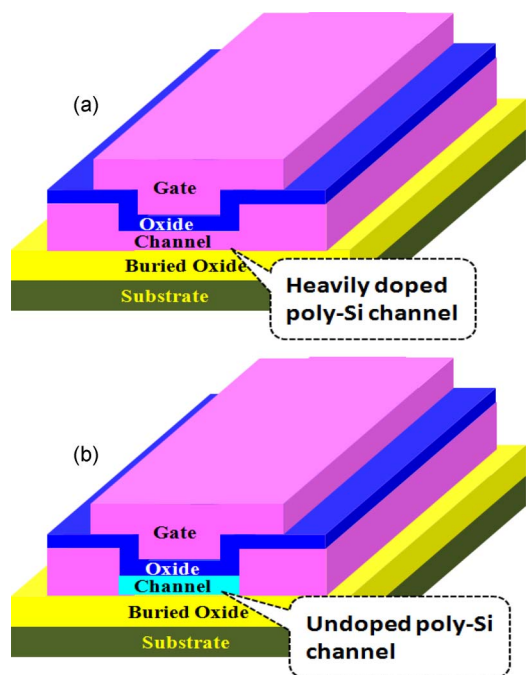 (a)
Gate
Oxide
Channel
Buried Oxide
Substrate
Heavily doped
poly-Si channel
(b)
Gate
Oxide
Channel
Buried Oxide
Substrate
Undoped poly-Si
channel